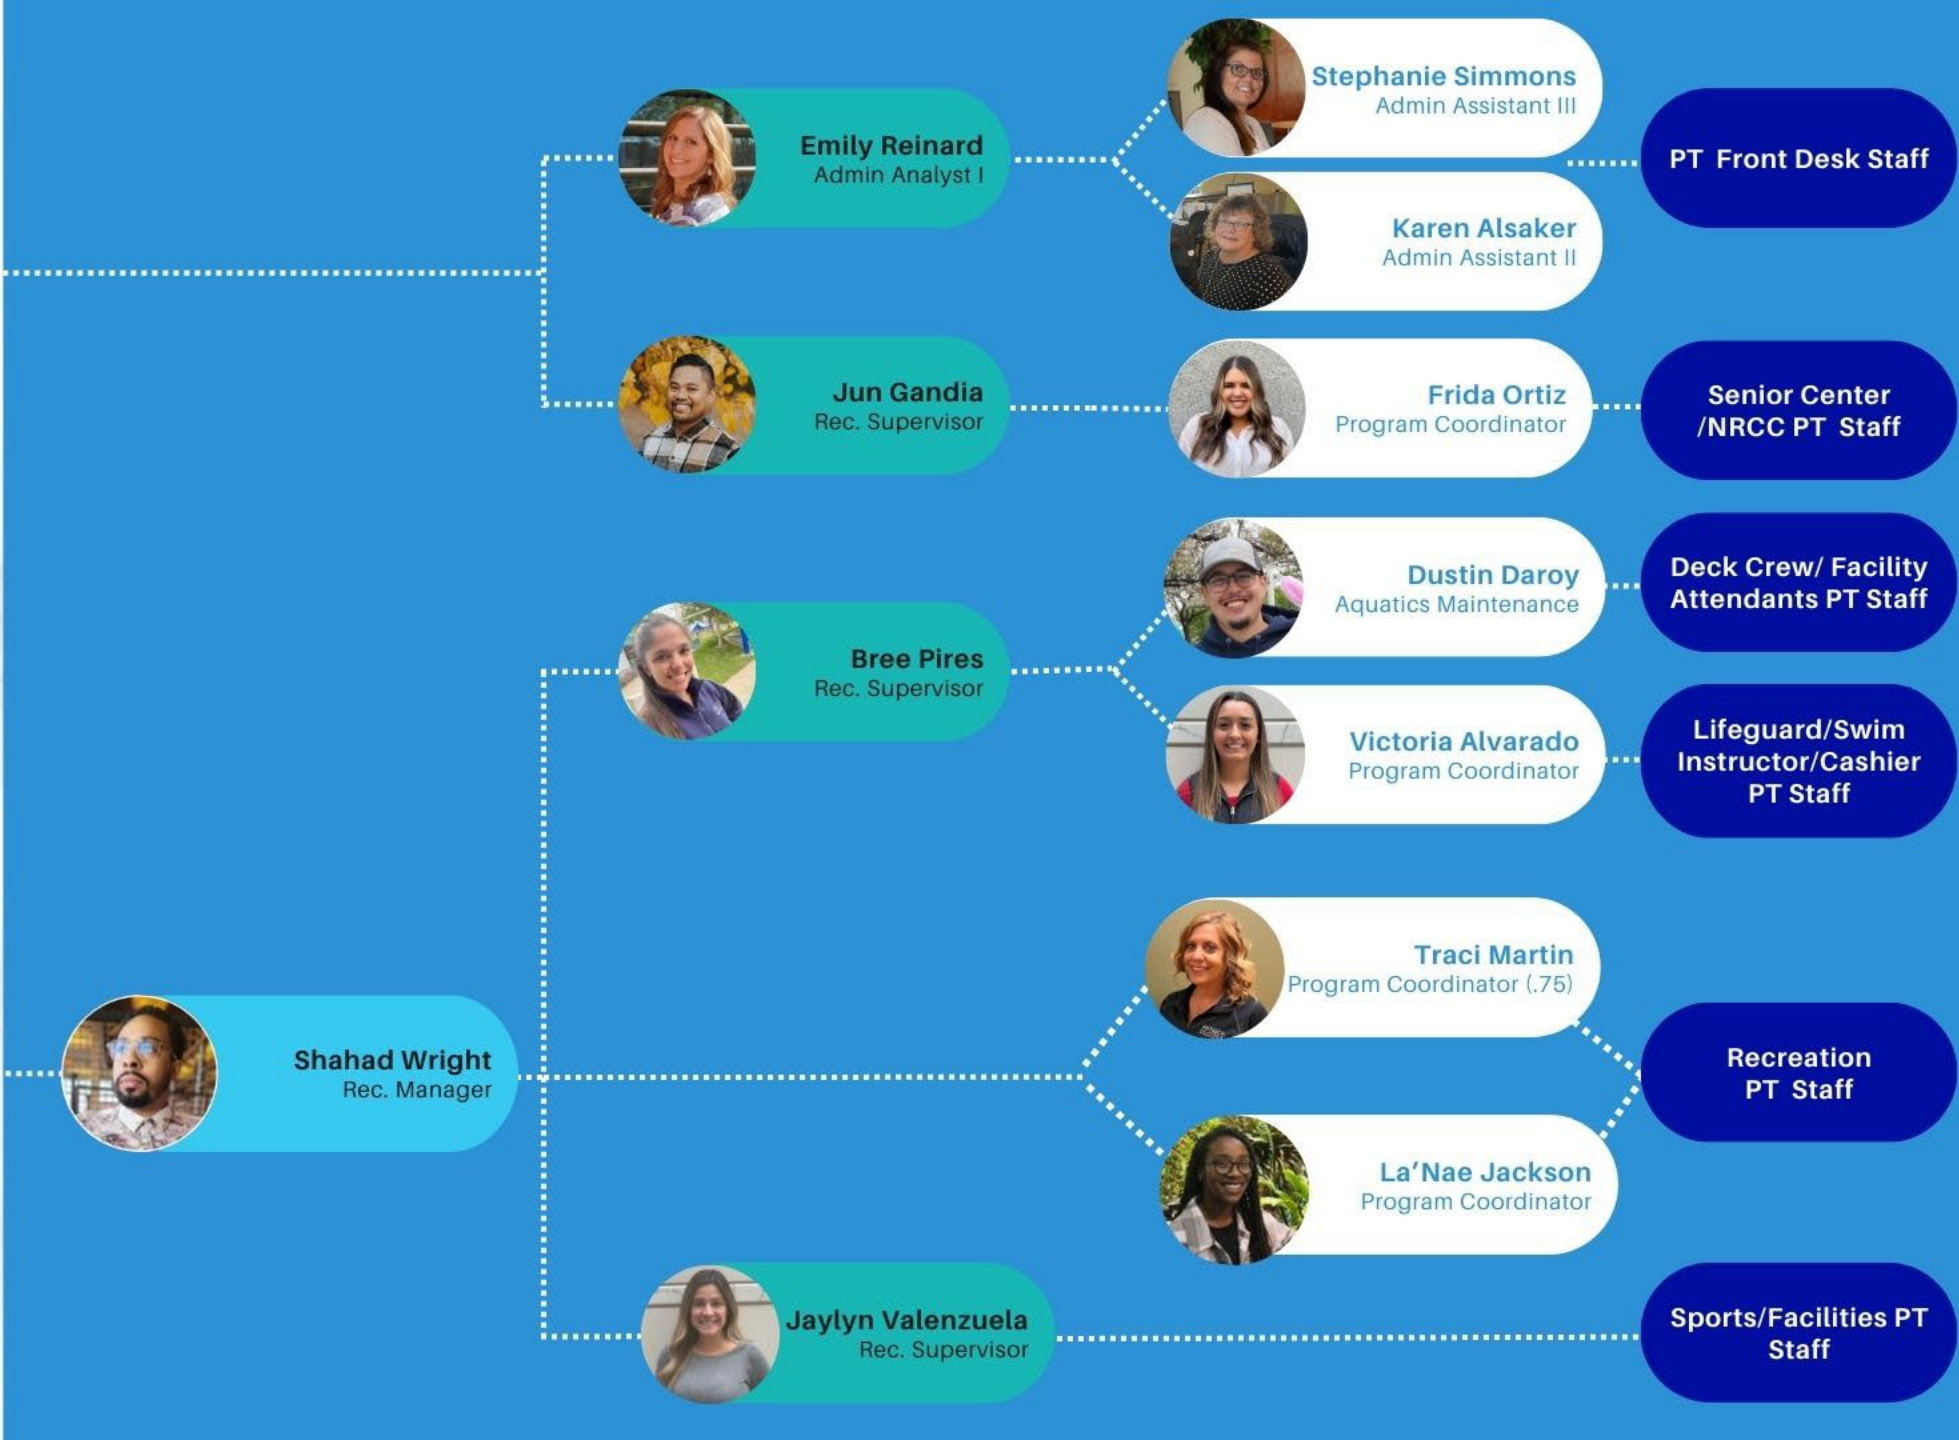 Stephanie Simmons
Admin Assistant III
Emily Reinard
Admin Analyst I
PT Front Desk Staff
Karen Alsaker
Admin Assistant II
Jun Gandia
Rec. Supervisor
Frida Ortiz
Program Coordinator
Senior Center
/NRCC PT Staff
Dustin Daroy
Aquatics Maintenance
Deck Crew/ Facility
Attendants PT Staff
Bree Pires
Rec. Supervisor
Victoria Alvarado
Program Coordinator
Lifeguard/Swim
Instructor/Cashier
PT Staff
Traci Martin
Program Coordinator (.75)
Shahad Wright
Rec. Manager
Recreation
PT Staff
La'Nae Jackson
Program Coordinator
Jaylyn Valenzuela
Rec. Supervisor
Sports/Facilities PT
Staff